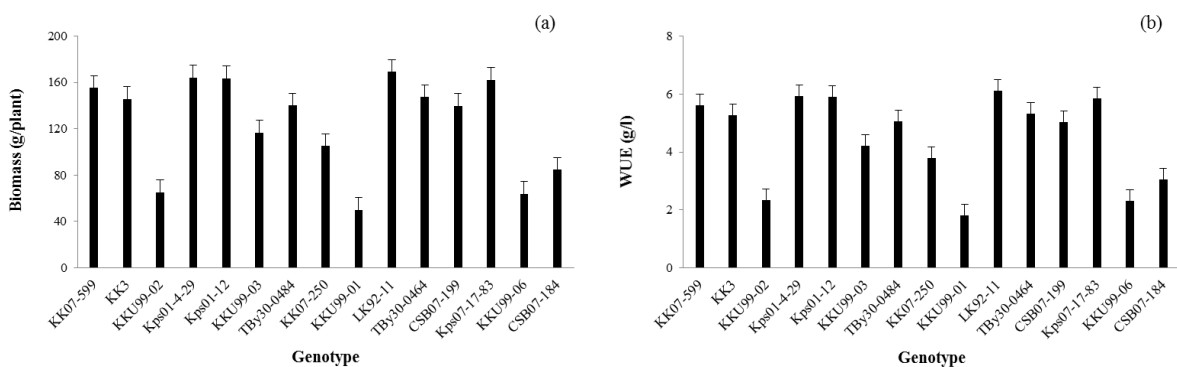 (a)
Biomass (g/plant)
200
160
120
80
40
0
KK07-599
KK3
KKU99-02
Kps01-4-29
Kps01-12
KKU99-03
TBy30-0484
KK07-250
KKU99-01
LK92-11
TBy30-0464
CSB07-199
Kps07-17-83
KKU99-06
CSB07-184
Genotype
(b)
WUE (g/l)
8
6
4
2
0
KK07-599
KK3
KKU99-02
Kps01-4-29
Kps01-12
KKU99-03
TBy30-0484
KK07-250
KKU99-01
LK92-11
TBy30-0464
CSB07-199
Kps07-17-83
KKU99-06
CSB07-184
Genotype